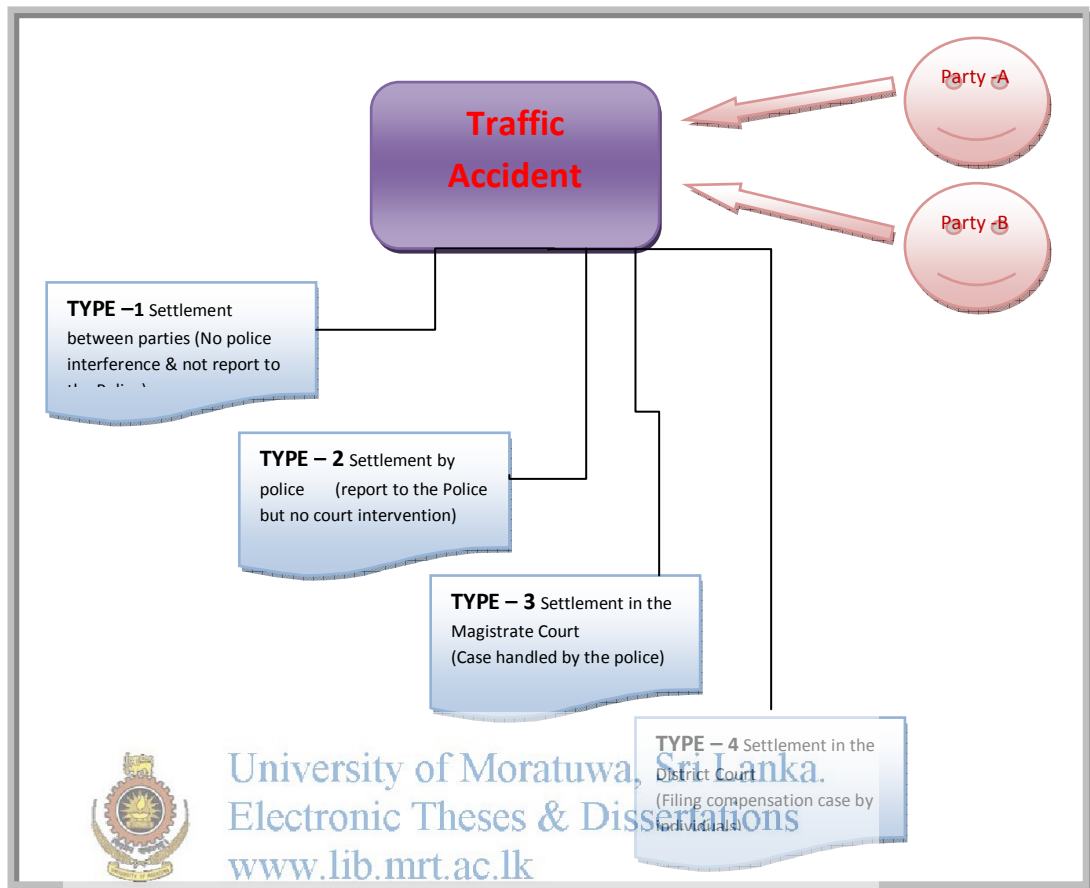 Traffic
Accident
Party -A
Party -B
TYPE –1 Settlement
between parties (No police
interference & not report to
the Police)
TYPE – 2 Settlement by
police (report to the Police
but no court intervention)
TYPE – 3 Settlement in the
Magistrate Court
(Case handled by the police)
TYPE – 4 Settlement in the
District Court
(Filing compensation case by
individuals)
University of Moratuwa, Sri Lanka.
Electronic Theses & Dissertations
www.lib.mrt.ac.lk